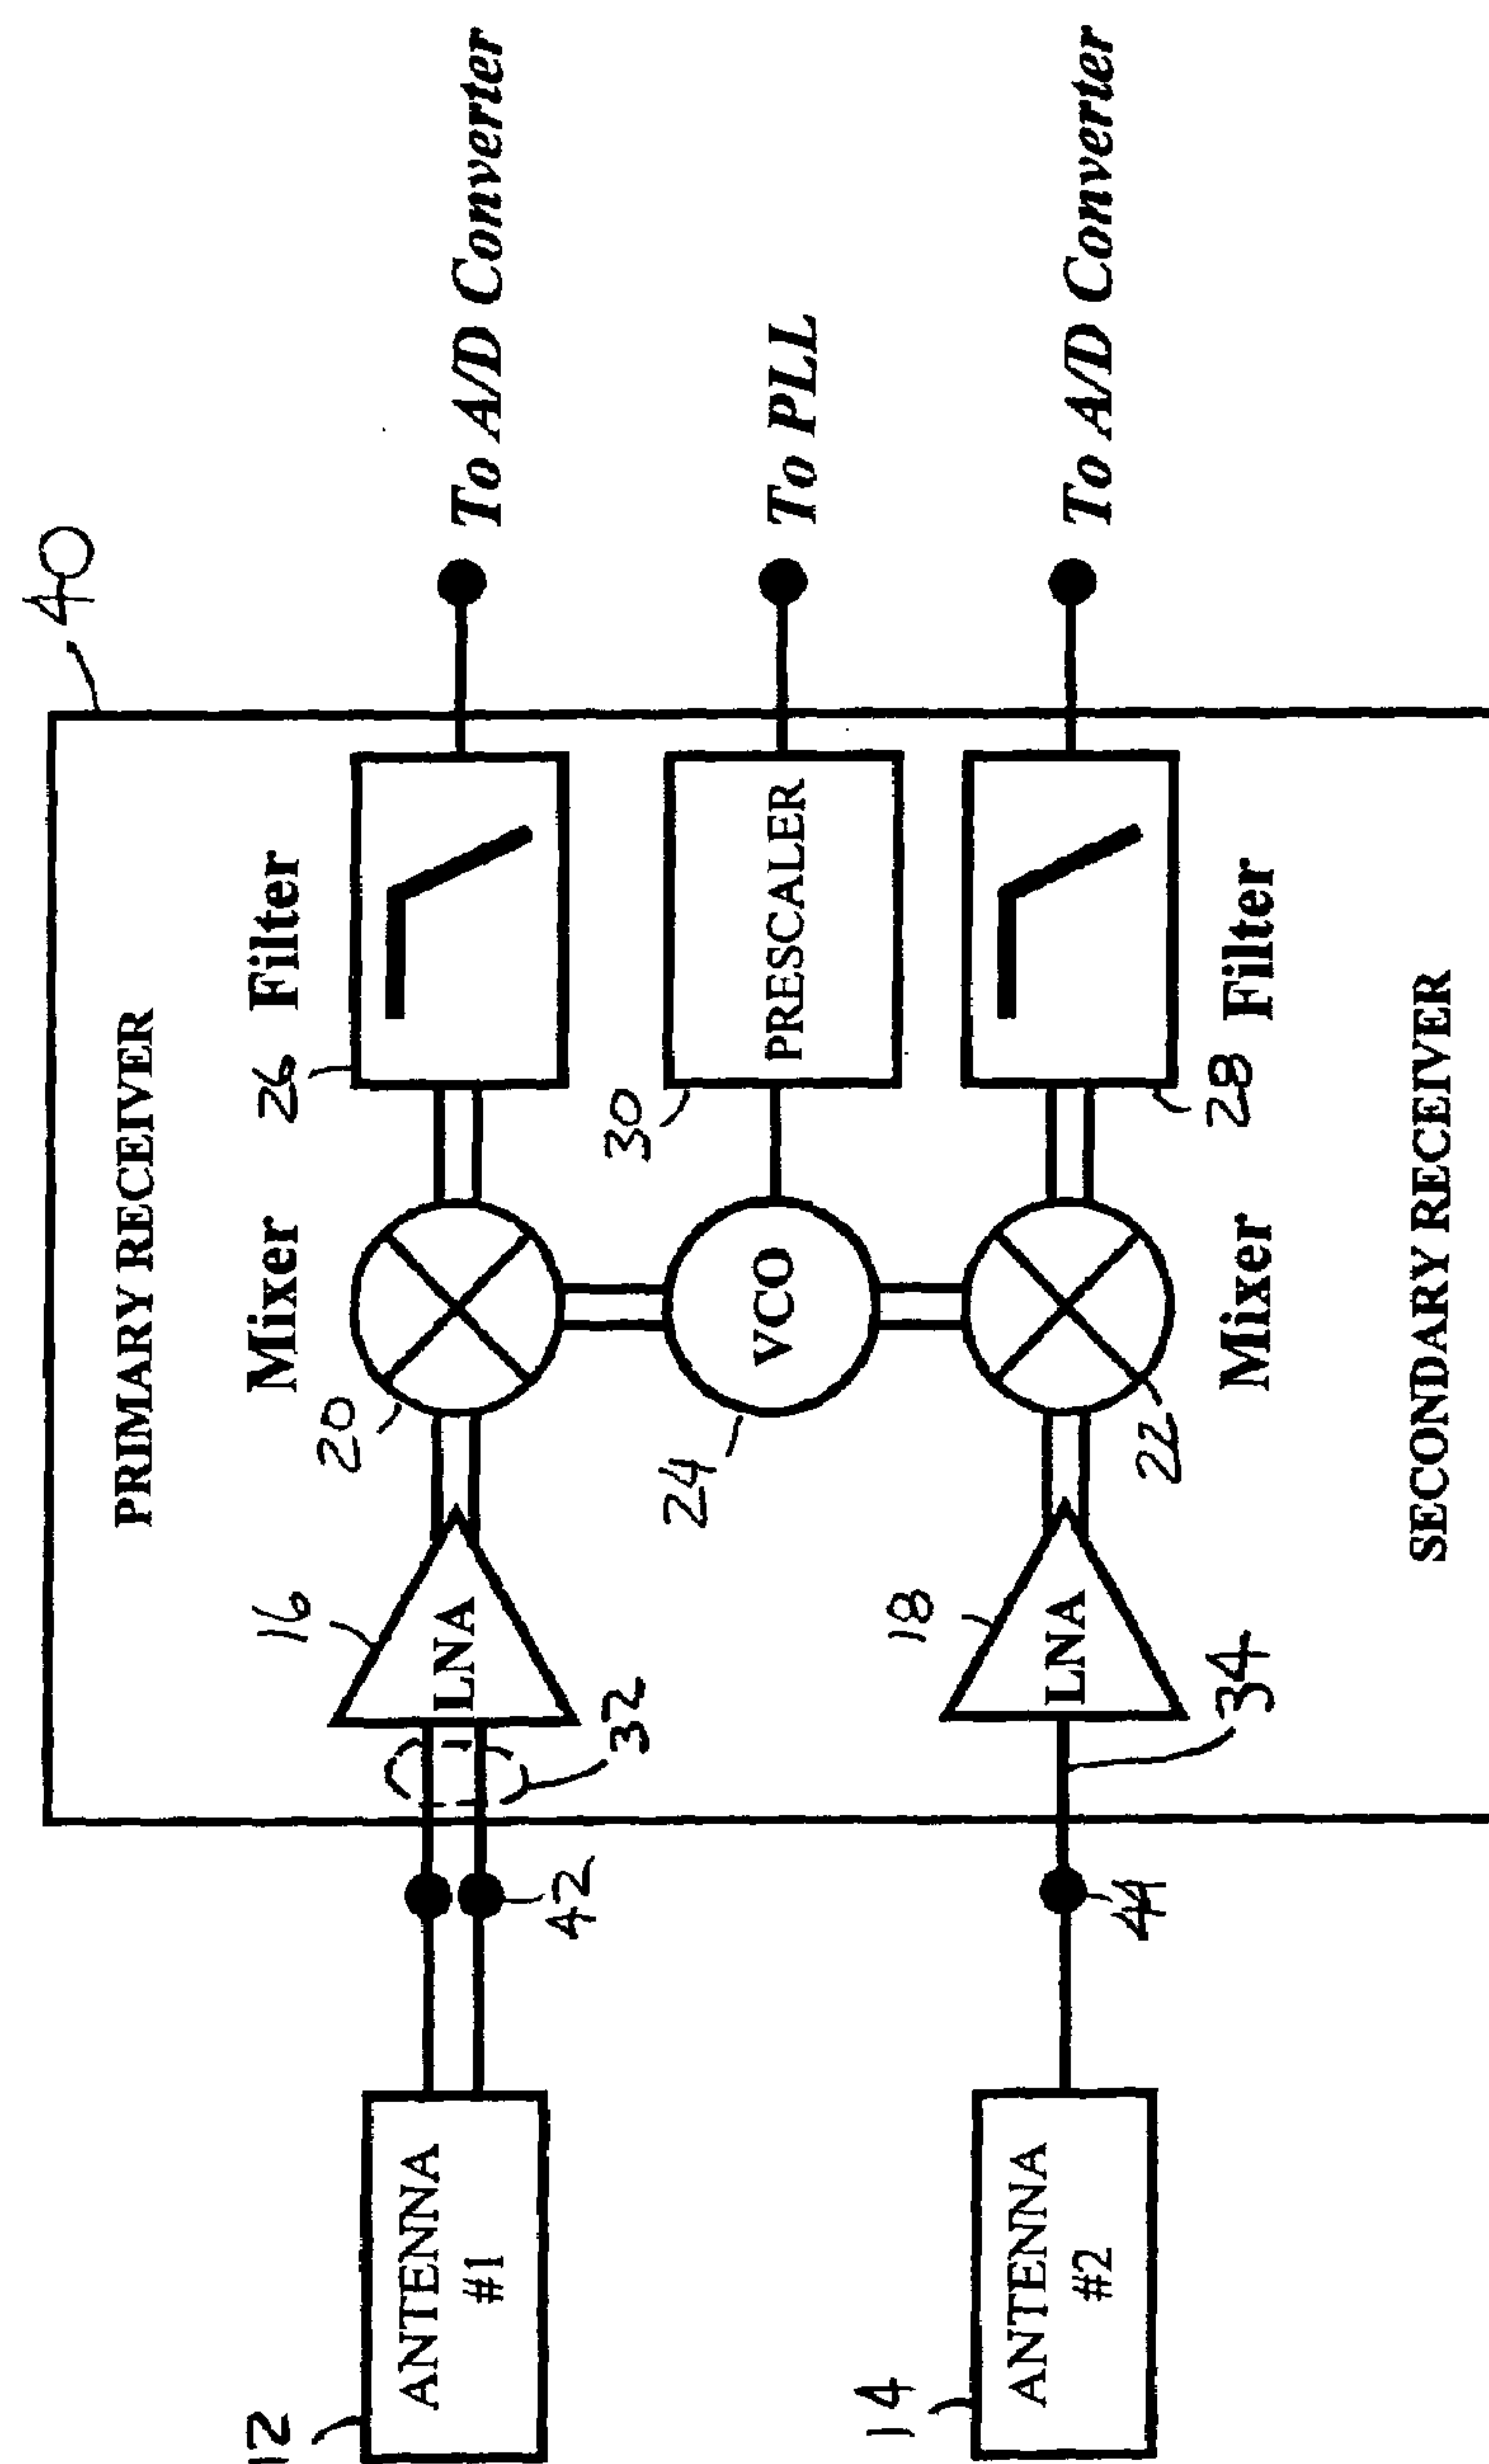 40
PRIMARY RECEIVER
12
ANTENNA
#1
42
32
16
LNA
20
Mixer
26
Filter
To A/D Converter
24
VCO
30
PRESCALER
To PLL
14
ANTENNA
#2
44
34
18
LNA
22
Mixer
28
Filter
To A/D Converter
SECONDARY RECEIVER